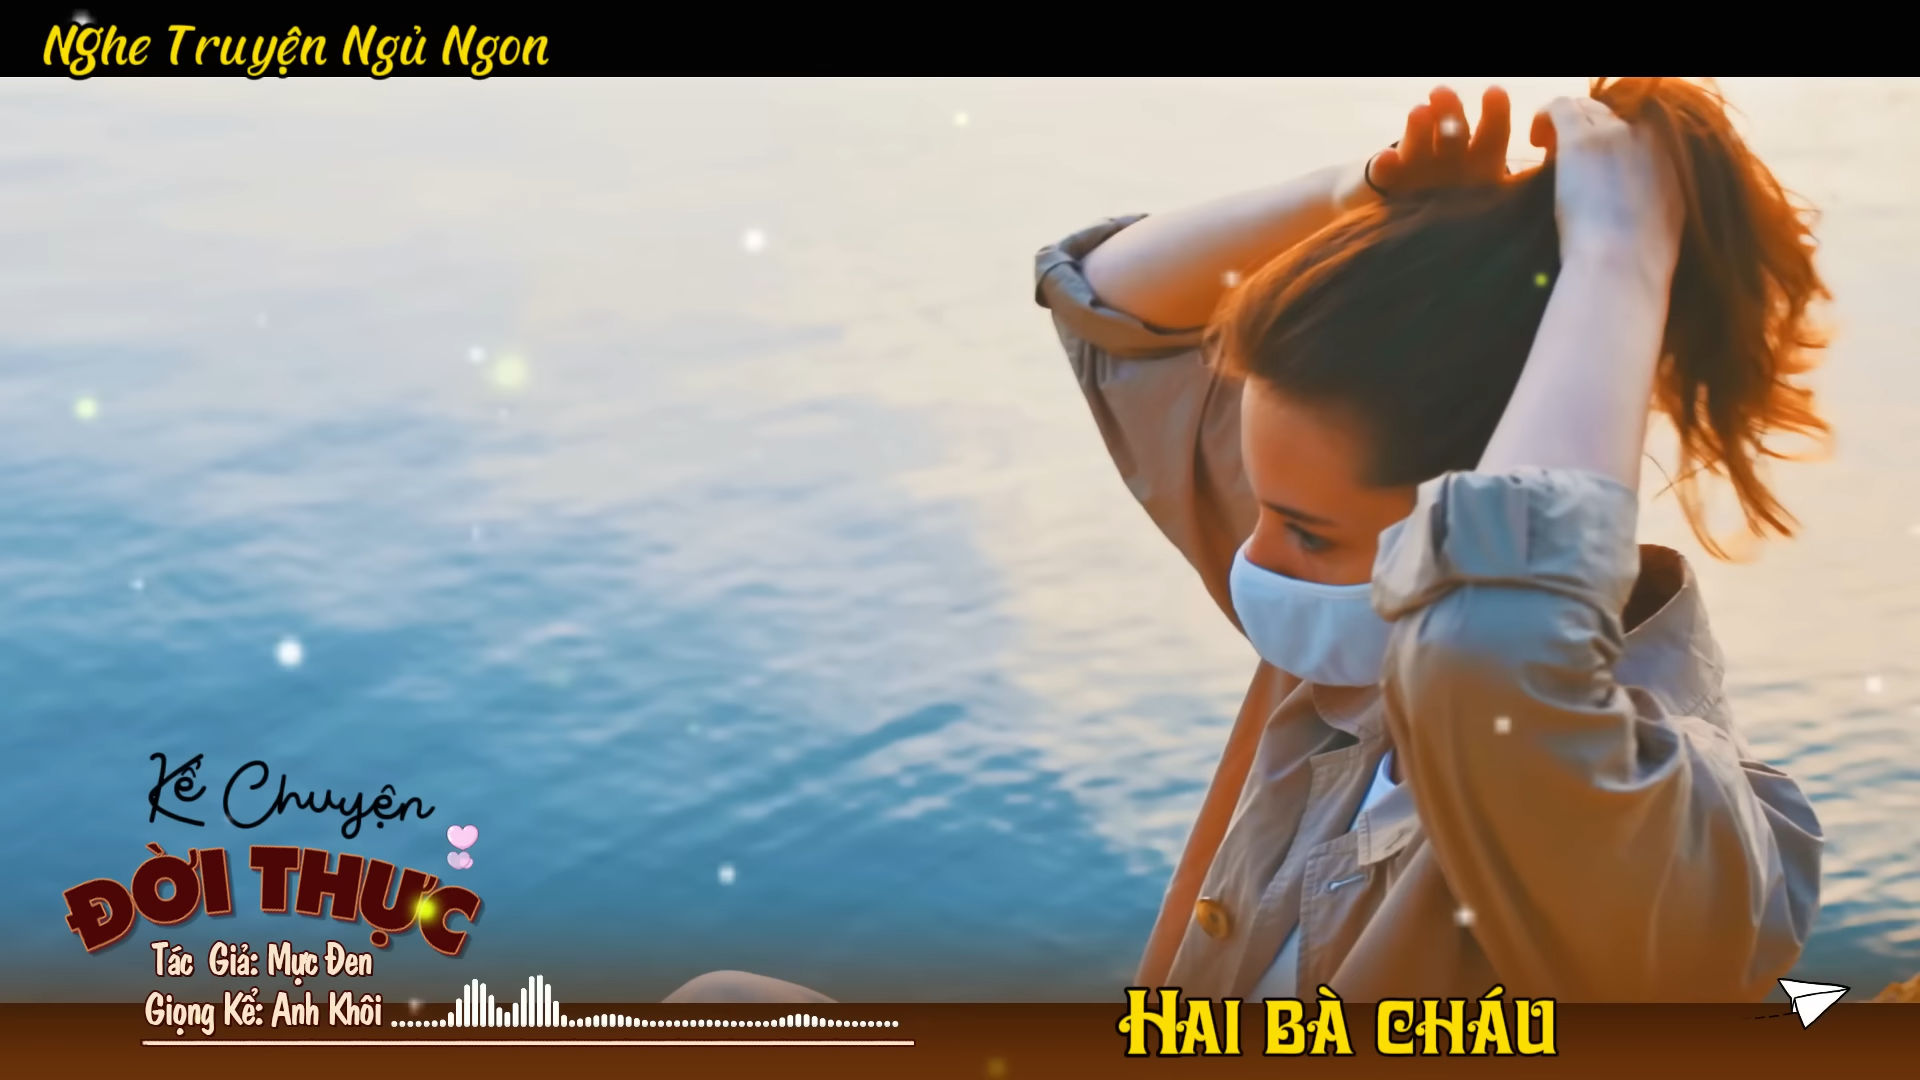 Nghe Truyện Ngủ Ngon
Kể Chuyện
ĐỜI THỰC
Tác Giả: Mực Đen
Giọng Kể: Anh Khôi
HAI BÀ CHÁU